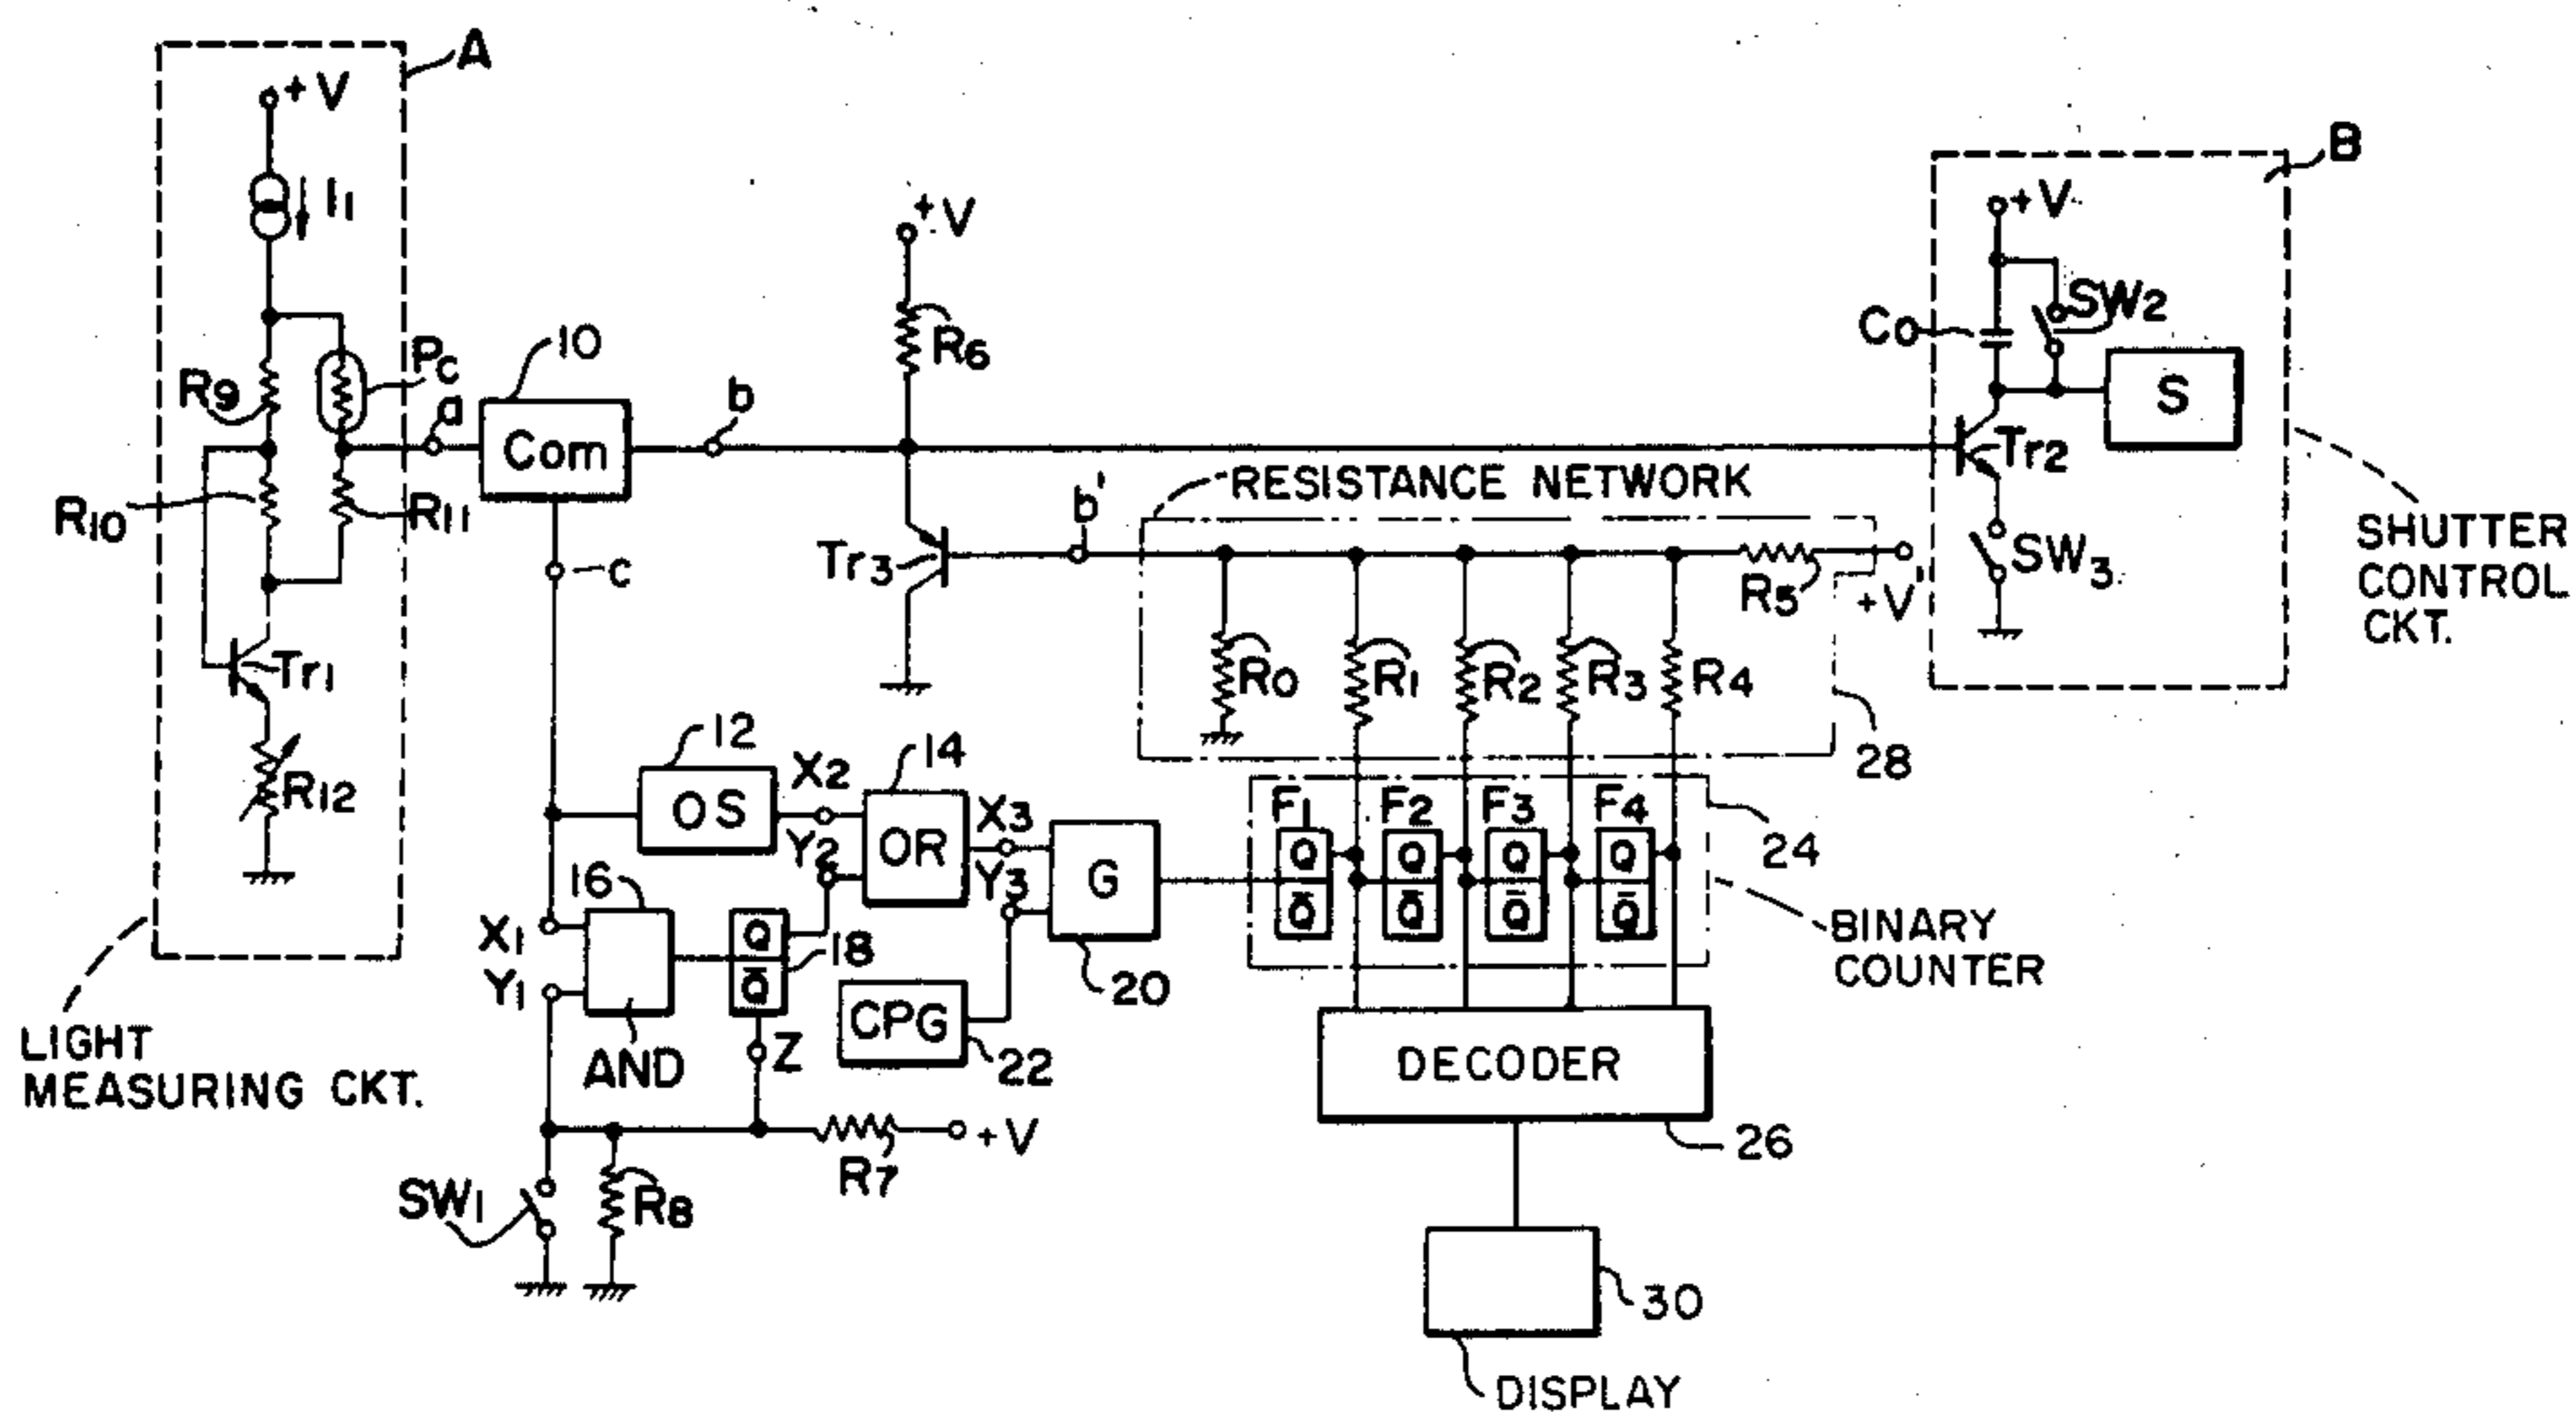 A
+V
I1
R9
Pc
a
R10
R11
Tr1
R12
LIGHT
MEASURING CKT.
10
Com
b
c
+V
R6
Tr3
b'
RESISTANCE NETWORK
R0
R1
R2
R3
R4
R5
+V'
28
B
+V
C0
SW2
S
Tr2
SW3
SHUTTER
CONTROL
CKT.
12
OS
X2
Y2
14
OR
X3
Y3
G
20
16
X1
Y1
AND
Q
Q̄
18
Z
CPG
22
R7
+V
SW1
R8
F1
F2
F3
F4
Q
Q̄
Q
Q̄
Q
Q̄
Q
Q̄
24
BINARY
COUNTER
DECODER
26
30
DISPLAY